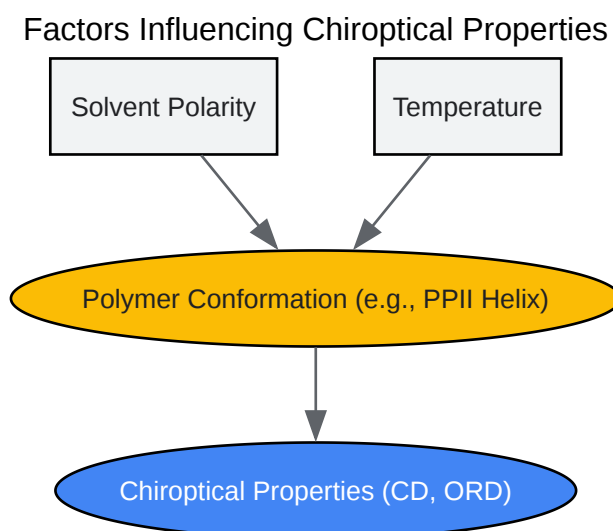 Factors Influencing Chiroptical Properties
Solvent Polarity
Temperature
Polymer Conformation (e.g., PPII Helix)
Chiroptical Properties (CD, ORD)